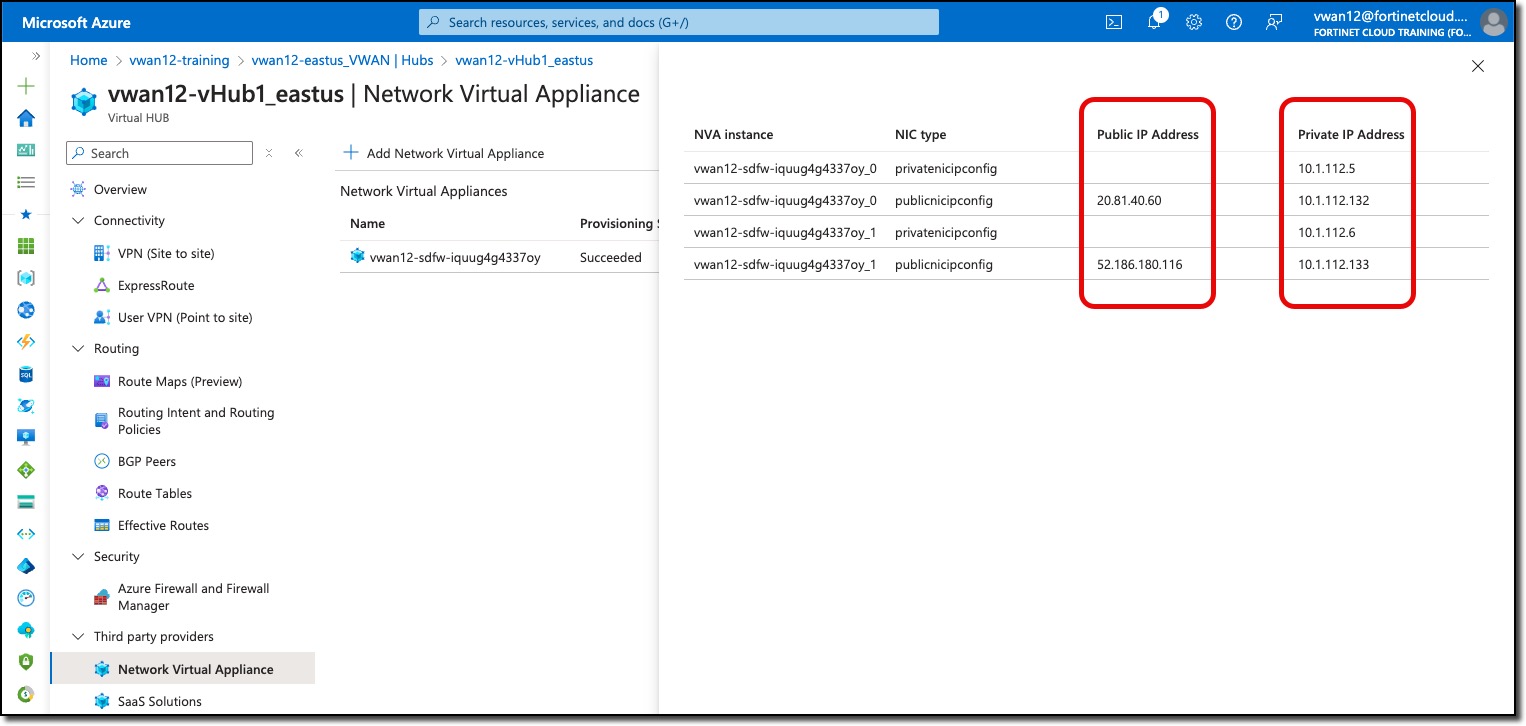 Microsoft Azure
Search resources, services, and docs (G+/)
1
vwan12@fortinetcloud....
FORTINET CLOUD TRAINING (FO...
Home > vwan12-training > vwan12-eastus_VWAN | Hubs > vwan12-vHub1_eastus
vwan12-vHub1_eastus | Network Virtual Appliance
Virtual HUB
Search
Overview
Connectivity
VPN (Site to site)
ExpressRoute
User VPN (Point to site)
Routing
Route Maps (Preview)
Routing Intent and Routing
Policies
BGP Peers
Route Tables
Effective Routes
Security
Azure Firewall and Firewall
Manager
Third party providers
Network Virtual Appliance
SaaS Solutions
SQL
Add Network Virtual Appliance
Network Virtual Appliances
Name Provisioning S
vwan12-sdfw-iquug4g4337oy Succeeded
NVA instance NIC type Public IP Address Private IP Address
vwan12-sdfw-iquug4g4337oy_0 privatenicipconfig 10.1.112.5
vwan12-sdfw-iquug4g4337oy_0 publicnicipconfig 20.81.40.60 10.1.112.132
vwan12-sdfw-iquug4g4337oy_1 privatenicipconfig 10.1.112.6
vwan12-sdfw-iquug4g4337oy_1 publicnicipconfig 52.186.180.116 10.1.112.133